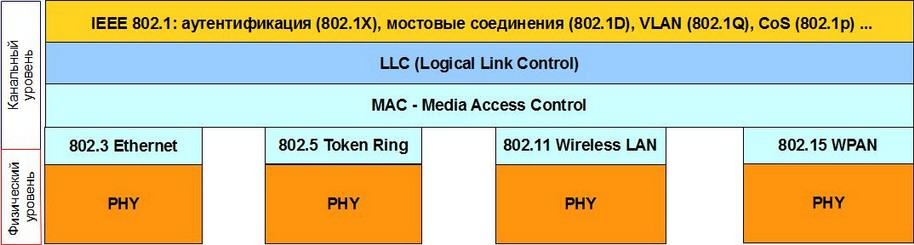 Канальный
уровень
IEEE 802.1: аутентификация (802.1X), мостовые соединения (802.1D), VLAN (802.1Q), CoS (802.1p) ...
LLC (Logical Link Control)
MAC - Media Access Control
802.3 Ethernet
802.5 Token Ring
802.11 Wireless LAN
802.15 WPAN
Физический
уровень
PHY
PHY
PHY
PHY